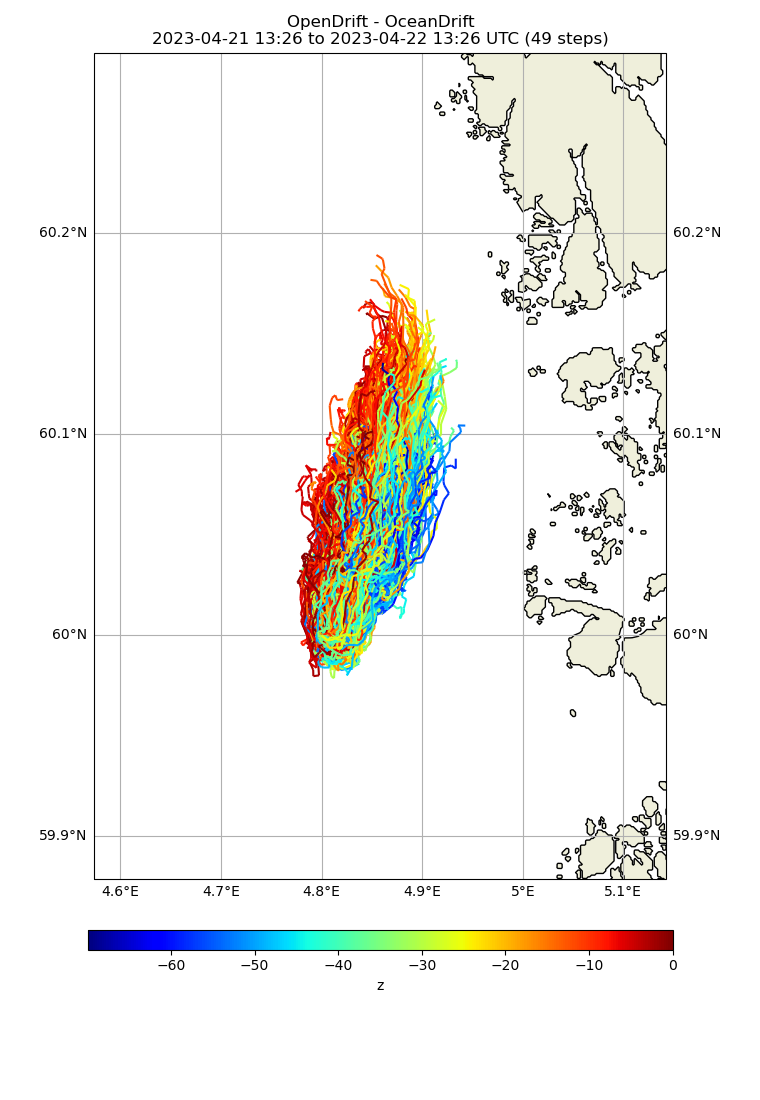 OpenDrift - OceanDrift
2023-04-21 13:26 to 2023-04-22 13:26 UTC (49 steps)
60.2°N 60.2°N
60.1°N 60.1°N
60°N 60°N
59.9°N 59.9°N
4.6°E 4.7°E 4.8°E 4.9°E 5°E 5.1°E
−60 −50 −40 −30 −20 −10 0
z